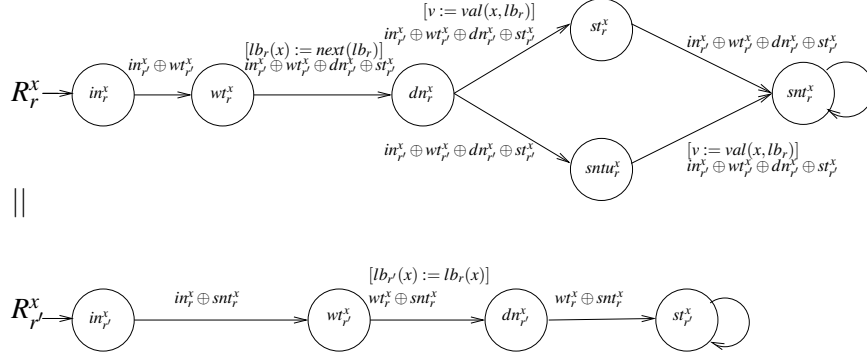 [v := val(x, lb_r)]
in^x_{r'} ⊕ wt^x_{r'} ⊕ dn^x_{r'} ⊕ st^x_{r'}
st^x_r
[lb_r(x) := next(lb_r)]
in^x_{r'} ⊕ wt^x_{r'}
in^x_{r'} ⊕ wt^x_{r'} ⊕ dn^x_{r'} ⊕ st^x_{r'}
in^x_{r'} ⊕ wt^x_{r'} ⊕ dn^x_{r'} ⊕ st^x_{r'}
R^x_r
in^x_r
wt^x_r
dn^x_r
snt^x_r
in^x_{r'} ⊕ wt^x_{r'} ⊕ dn^x_{r'} ⊕ st^x_{r'}
sntu^x_r
[v := val(x, lb_r)]
in^x_{r'} ⊕ wt^x_{r'} ⊕ dn^x_{r'} ⊕ st^x_{r'}
||
[lb_{r'}(x) := lb_r(x)]
in^x_r ⊕ snt^x_r
wt^x_r ⊕ snt^x_r
wt^x_r ⊕ snt^x_r
R^x_{r'}
in^x_{r'}
wt^x_{r'}
dn^x_{r'}
st^x_{r'}